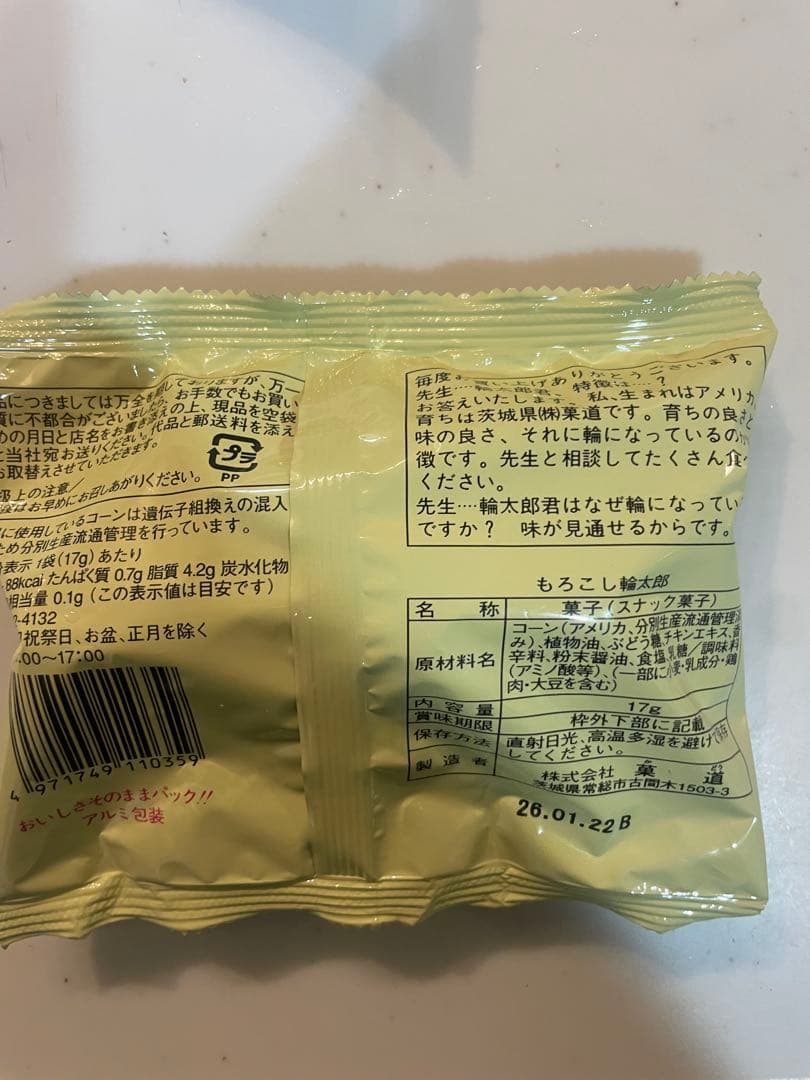 品につきましては万全を期しておりますが、万一
質に不都合がございましたら、お手数でもお買い
めの月日と店名をお書き添えの上、現品を空袋
に当社宛お送りください。代品と郵送料を添え
お取替えさせていただきます。
扱上の注意/
後はお早めにお召しあがりください。
プラ
PP
に使用しているコーンは遺伝子組換えの混入
ため分別生産流通管理を行っています。
表示 1袋(17g)あたり
88kcal たんぱく質 0.7g 脂質 4.2g 炭水化物
相当量 0.1g (この表示値は目安です)
-4132
祝祭日、お盆、正月を除く
:00~17:00
4 971749 110359
おいしさそのままパック!!
アルミ包装
毎度お買い上げありがとうございます。
先生‥‥輪太郎君、特徴は‥‥?
お答えいたします、私、生まれはアメリカ、
育ちは茨城県㈱菓道です。育ちの良さと
味の良さ、それに輪になっているのが
徴です。先生と相談してたくさん食べ
ください。
先生‥‥輪太郎君はなぜ輪になってい
ですか? 味が見通せるからです。
もろこし輪太郎
名称 菓子(スナック菓子)
原材料名 コーン(アメリカ、分別生産流通管理済
み)、植物油、ぶどう糖、チキンエキス、香
辛料、粉末醤油、食塩、乳糖/調味料
(アミノ酸等)、(一部に小麦・乳成分・鶏
肉・大豆を含む)
内容量 17g
賞味期限 枠外下部に記載
保存方法 直射日光、高温多湿を避けて保存
してください。
製造者 株式会社 菓道
茨城県常総市古間木1503-3
26.01.22B